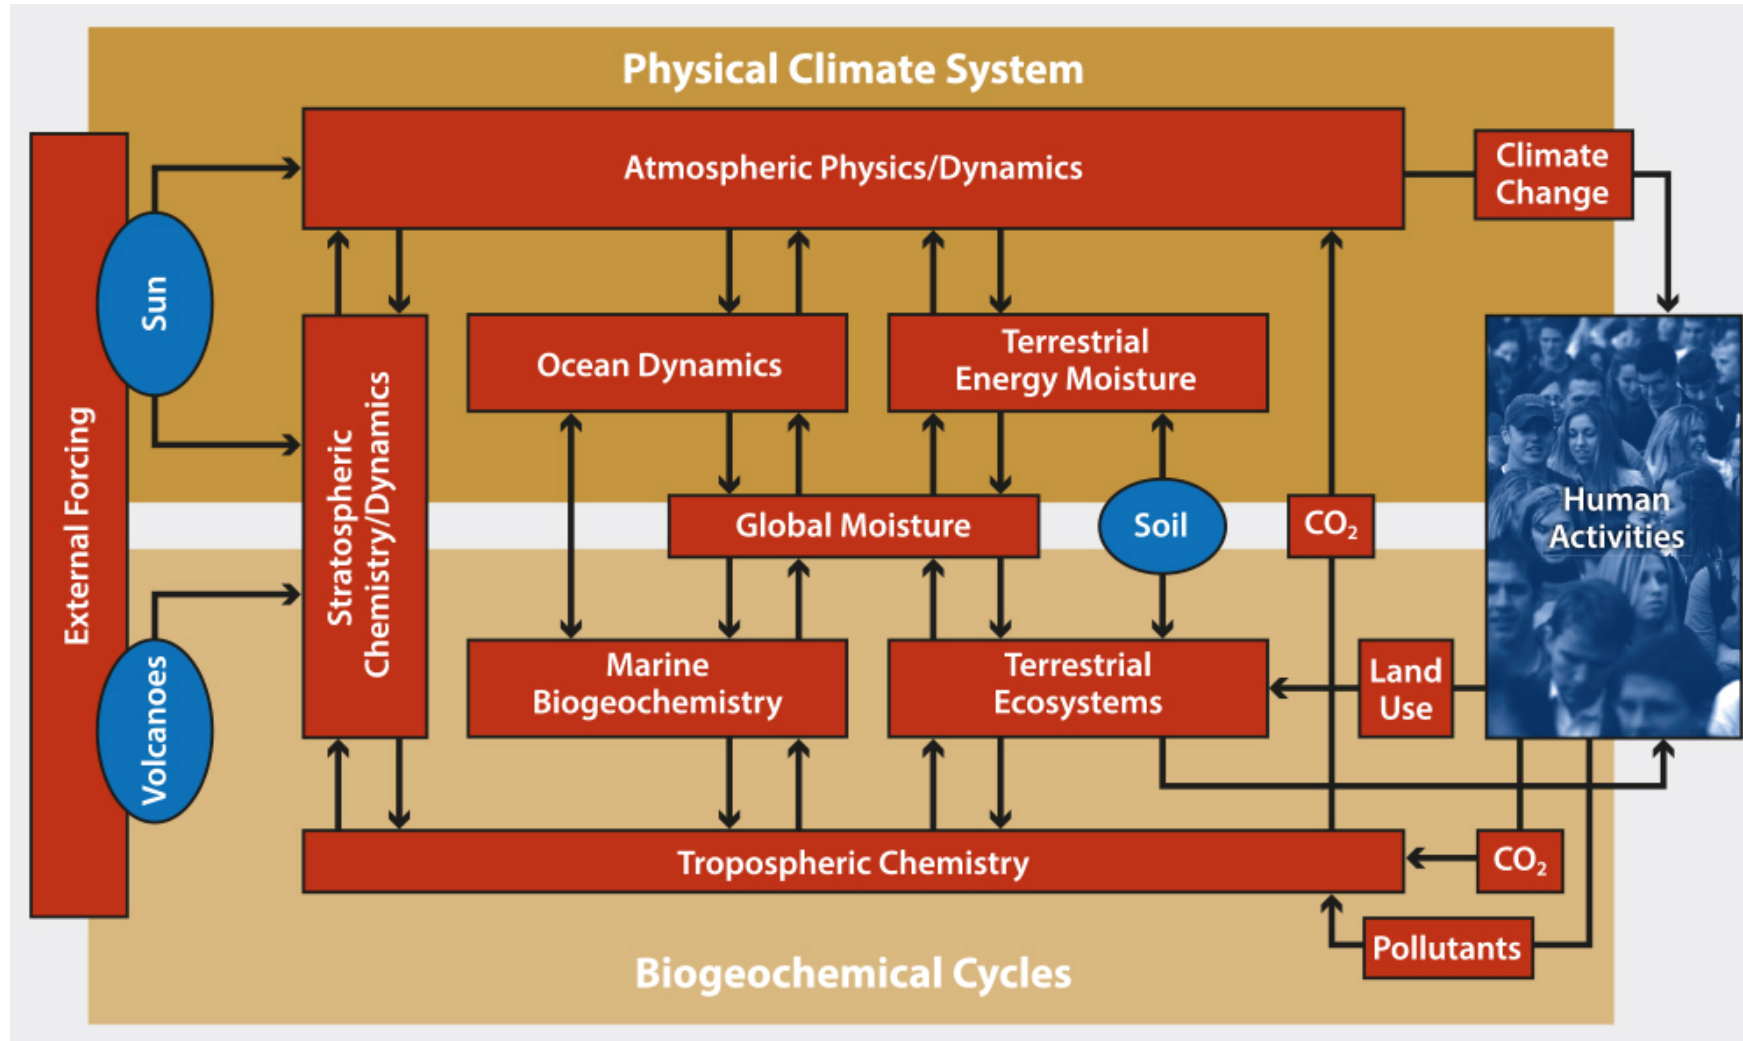 Physical Climate System
Atmospheric Physics/Dynamics
Climate
Change
Sun
External Forcing
Stratospheric
Chemistry/Dynamics
Ocean Dynamics
Terrestrial
Energy Moisture
Global Moisture
Soil
CO₂
Human
Activities
Volcanoes
Marine
Biogeochemistry
Terrestrial
Ecosystems
Land
Use
Tropospheric Chemistry
CO₂
Pollutants
Biogeochemical Cycles